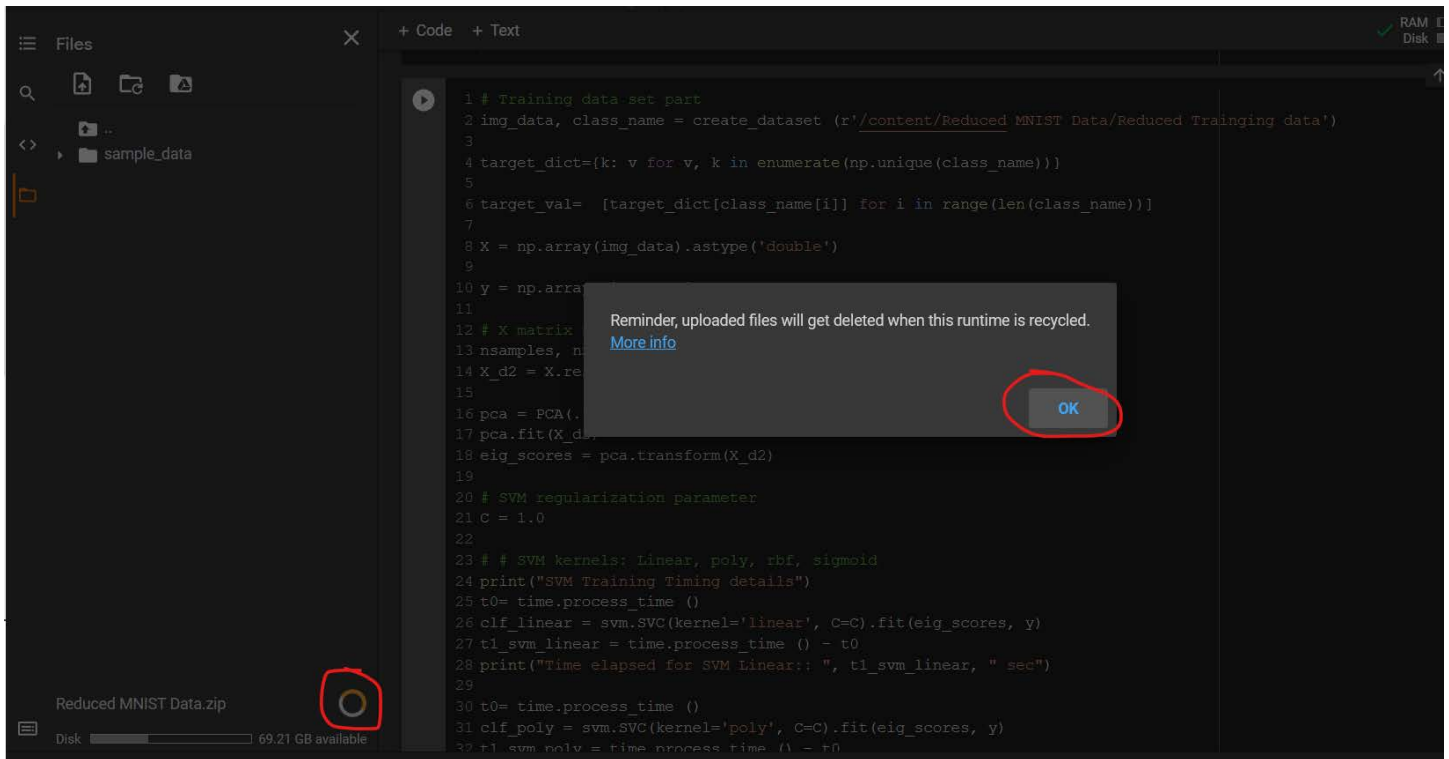 Files
..
sample_data
Reduced MNIST Data.zip
Disk 69.21 GB available
+ Code + Text
RAM
Disk
1 # Training data set part
2 img_data, class_name = create_dataset (r'/content/Reduced MNIST Data/Reduced Trainging data')
3
4 target_dict={k: v for v, k in enumerate(np.unique(class_name))}
5
6 target_val= [target_dict[class_name[i]] for i in range(len(class_name))]
7
8 X = np.array(img_data).astype('double')
9
10 y = np.arra
11
12 # X matrix
13 nsamples, n
14 X_d2 = X.re
15
16 pca = PCA(.
17 pca.fit(X_d2
18 eig_scores = pca.transform(X_d2)
19
20 # SVM regularization parameter
21 C = 1.0
22
23 # # SVM kernels: Linear, poly, rbf, sigmoid
24 print("SVM Training Timing details")
25 t0= time.process_time ()
26 clf_linear = svm.SVC(kernel='linear', C=C).fit(eig_scores, y)
27 t1_svm_linear = time.process_time () - t0
28 print("Time elapsed for SVM Linear:: ", t1_svm_linear, " sec")
29
30 t0= time.process_time ()
31 clf_poly = svm.SVC(kernel='poly', C=C).fit(eig_scores, y)
32 t1_svm_poly = time.process_time () - t0
Reminder, uploaded files will get deleted when this runtime is recycled.
More info
OK